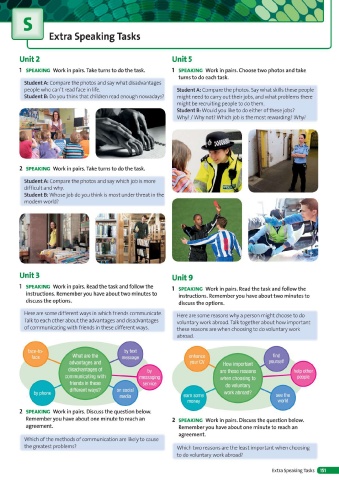 S
Extra Speaking Tasks
Unit 2
1 SPEAKING Work in pairs. Take turns to do the task.
Student A: Compare the photos and say what disadvantages
people who can't read face in life.
Student B: Do you think that children read enough nowadays?
2 SPEAKING Work in pairs. Take turns to do the task.
Student A: Compare the photos and say which job is more
difficult and why.
Student B: Whose job do you think is most under threat in the
modern world?
Unit 3
1 SPEAKING Work in pairs. Read the task and follow the
instructions. Remember you have about two minutes to
discuss the options.
Here are some different ways in which friends communicate
Talk to each other about the advantages and disadvantages
of communicating with friends in these different ways.
face-to-
face
What are the
advantages and
disadvantages of
communicating with
friends in these
different ways?
by text
message
by
messaging
service
by phone
on social
media
2 SPEAKING Work in pairs. Discuss the question below.
Remember you have about one minute to reach an
agreement.
Which of the methods of communication are likely to cause
the greatest problems?
Unit 5
1 SPEAKING Work in pairs. Choose two photos and take
turns to do each task.
Student A: Compare the photos. Say what skills these people
might need to carry out their jobs, and what problems there
might be recruiting people to do them.
Student B: Would you like to do either of these jobs?
Why? / Why not? Which job is the most rewarding? Why?
Unit 9
1 SPEAKING Work in pairs. Read the task and follow the
instructions. Remember you have about two minutes to
discuss the options.
Here are some reasons why a person might choose to do
voluntary work abroad. Talk together about how important
these reasons are when choosing to do voluntary work
abroad.
enhance
your CV
How important
are these reasons
when choosing to
do voluntary
work abroad?
find
yourself
help other
people
earn some
money
see the
world
2 SPEAKING Work in pairs. Discuss the question below.
Remember you have about one minute to reach an
agreement.
Which two reasons are the least important when choosing
to do voluntary work abroad?
Extra Speaking Tasks 151